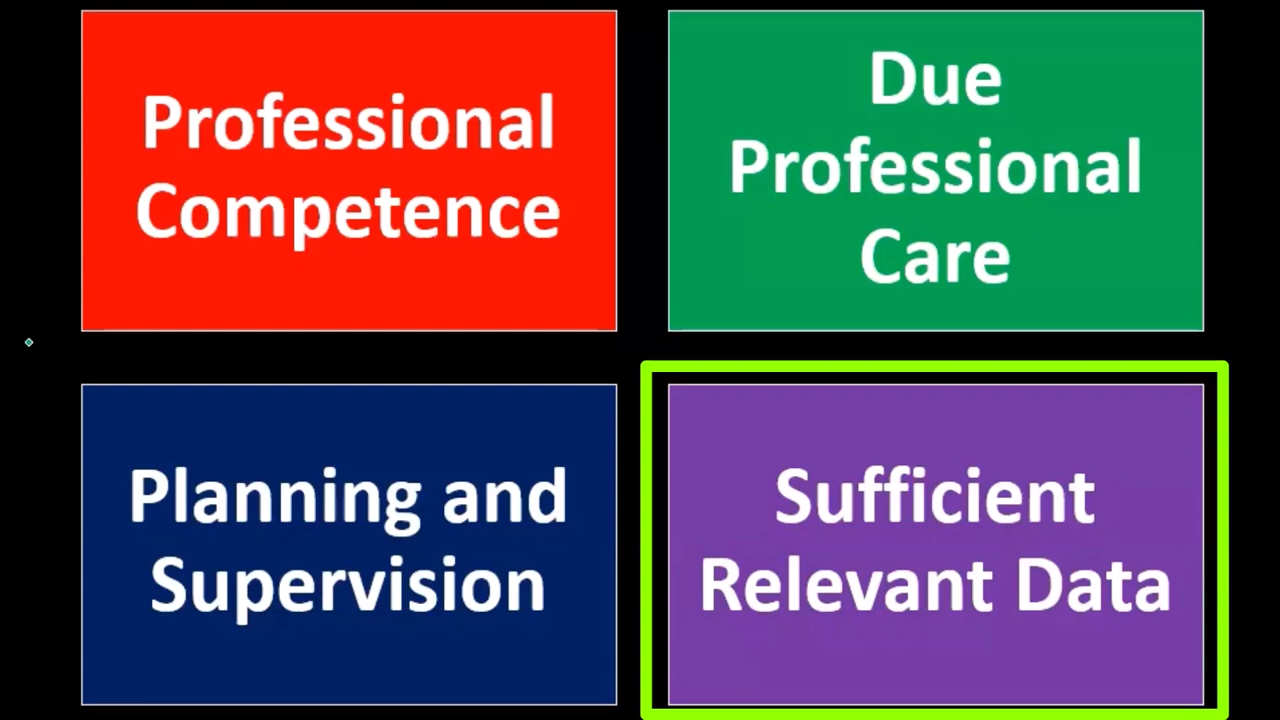 Professional
Competence
Due
Professional
Care
Planning and
Supervision
Sufficient
Relevant Data